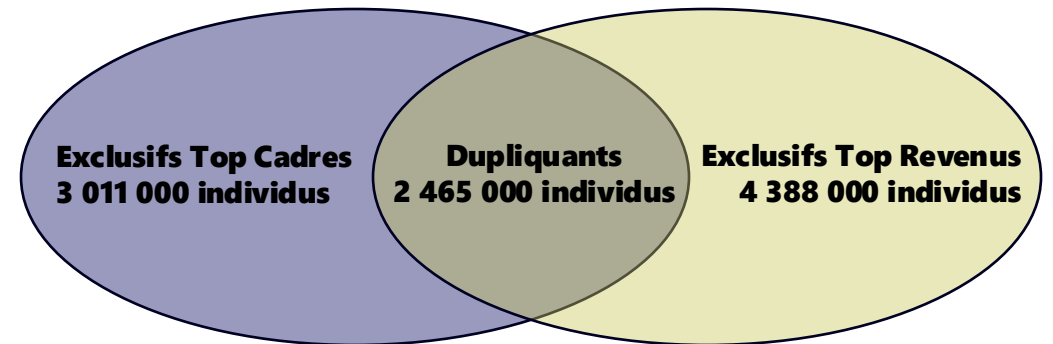 Exclusifs Top Cadres
3 011 000 individus
Dupliquants
2 465 000 individus
Exclusifs Top Revenus
4 388 000 individus